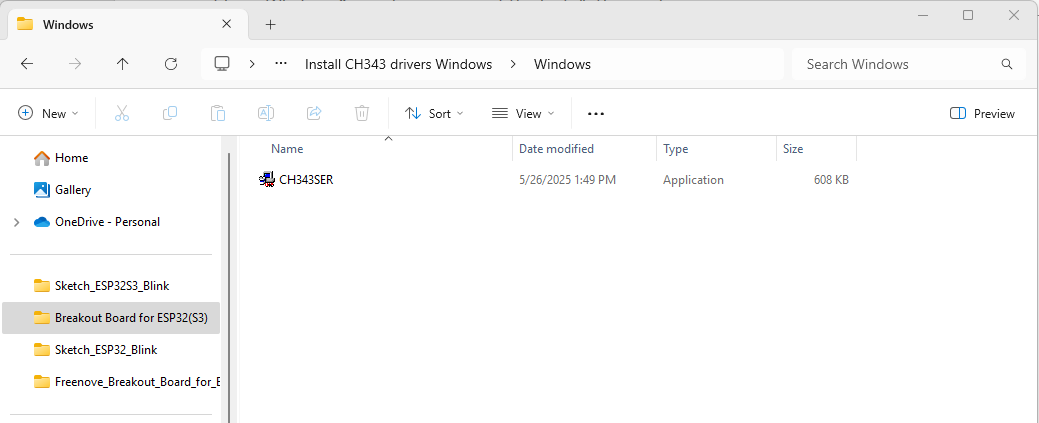 Windows
Install CH343 drivers Windows > Windows
Search Windows
New
Sort
View
Preview
Home
Gallery
OneDrive - Personal
Sketch_ESP32S3_Blink
Breakout Board for ESP32(S3)
Sketch_ESP32_Blink
Freenove_Breakout_Board_for_E
Name Date modified Type Size
CH343SER 5/26/2025 1:49 PM Application 608 KB